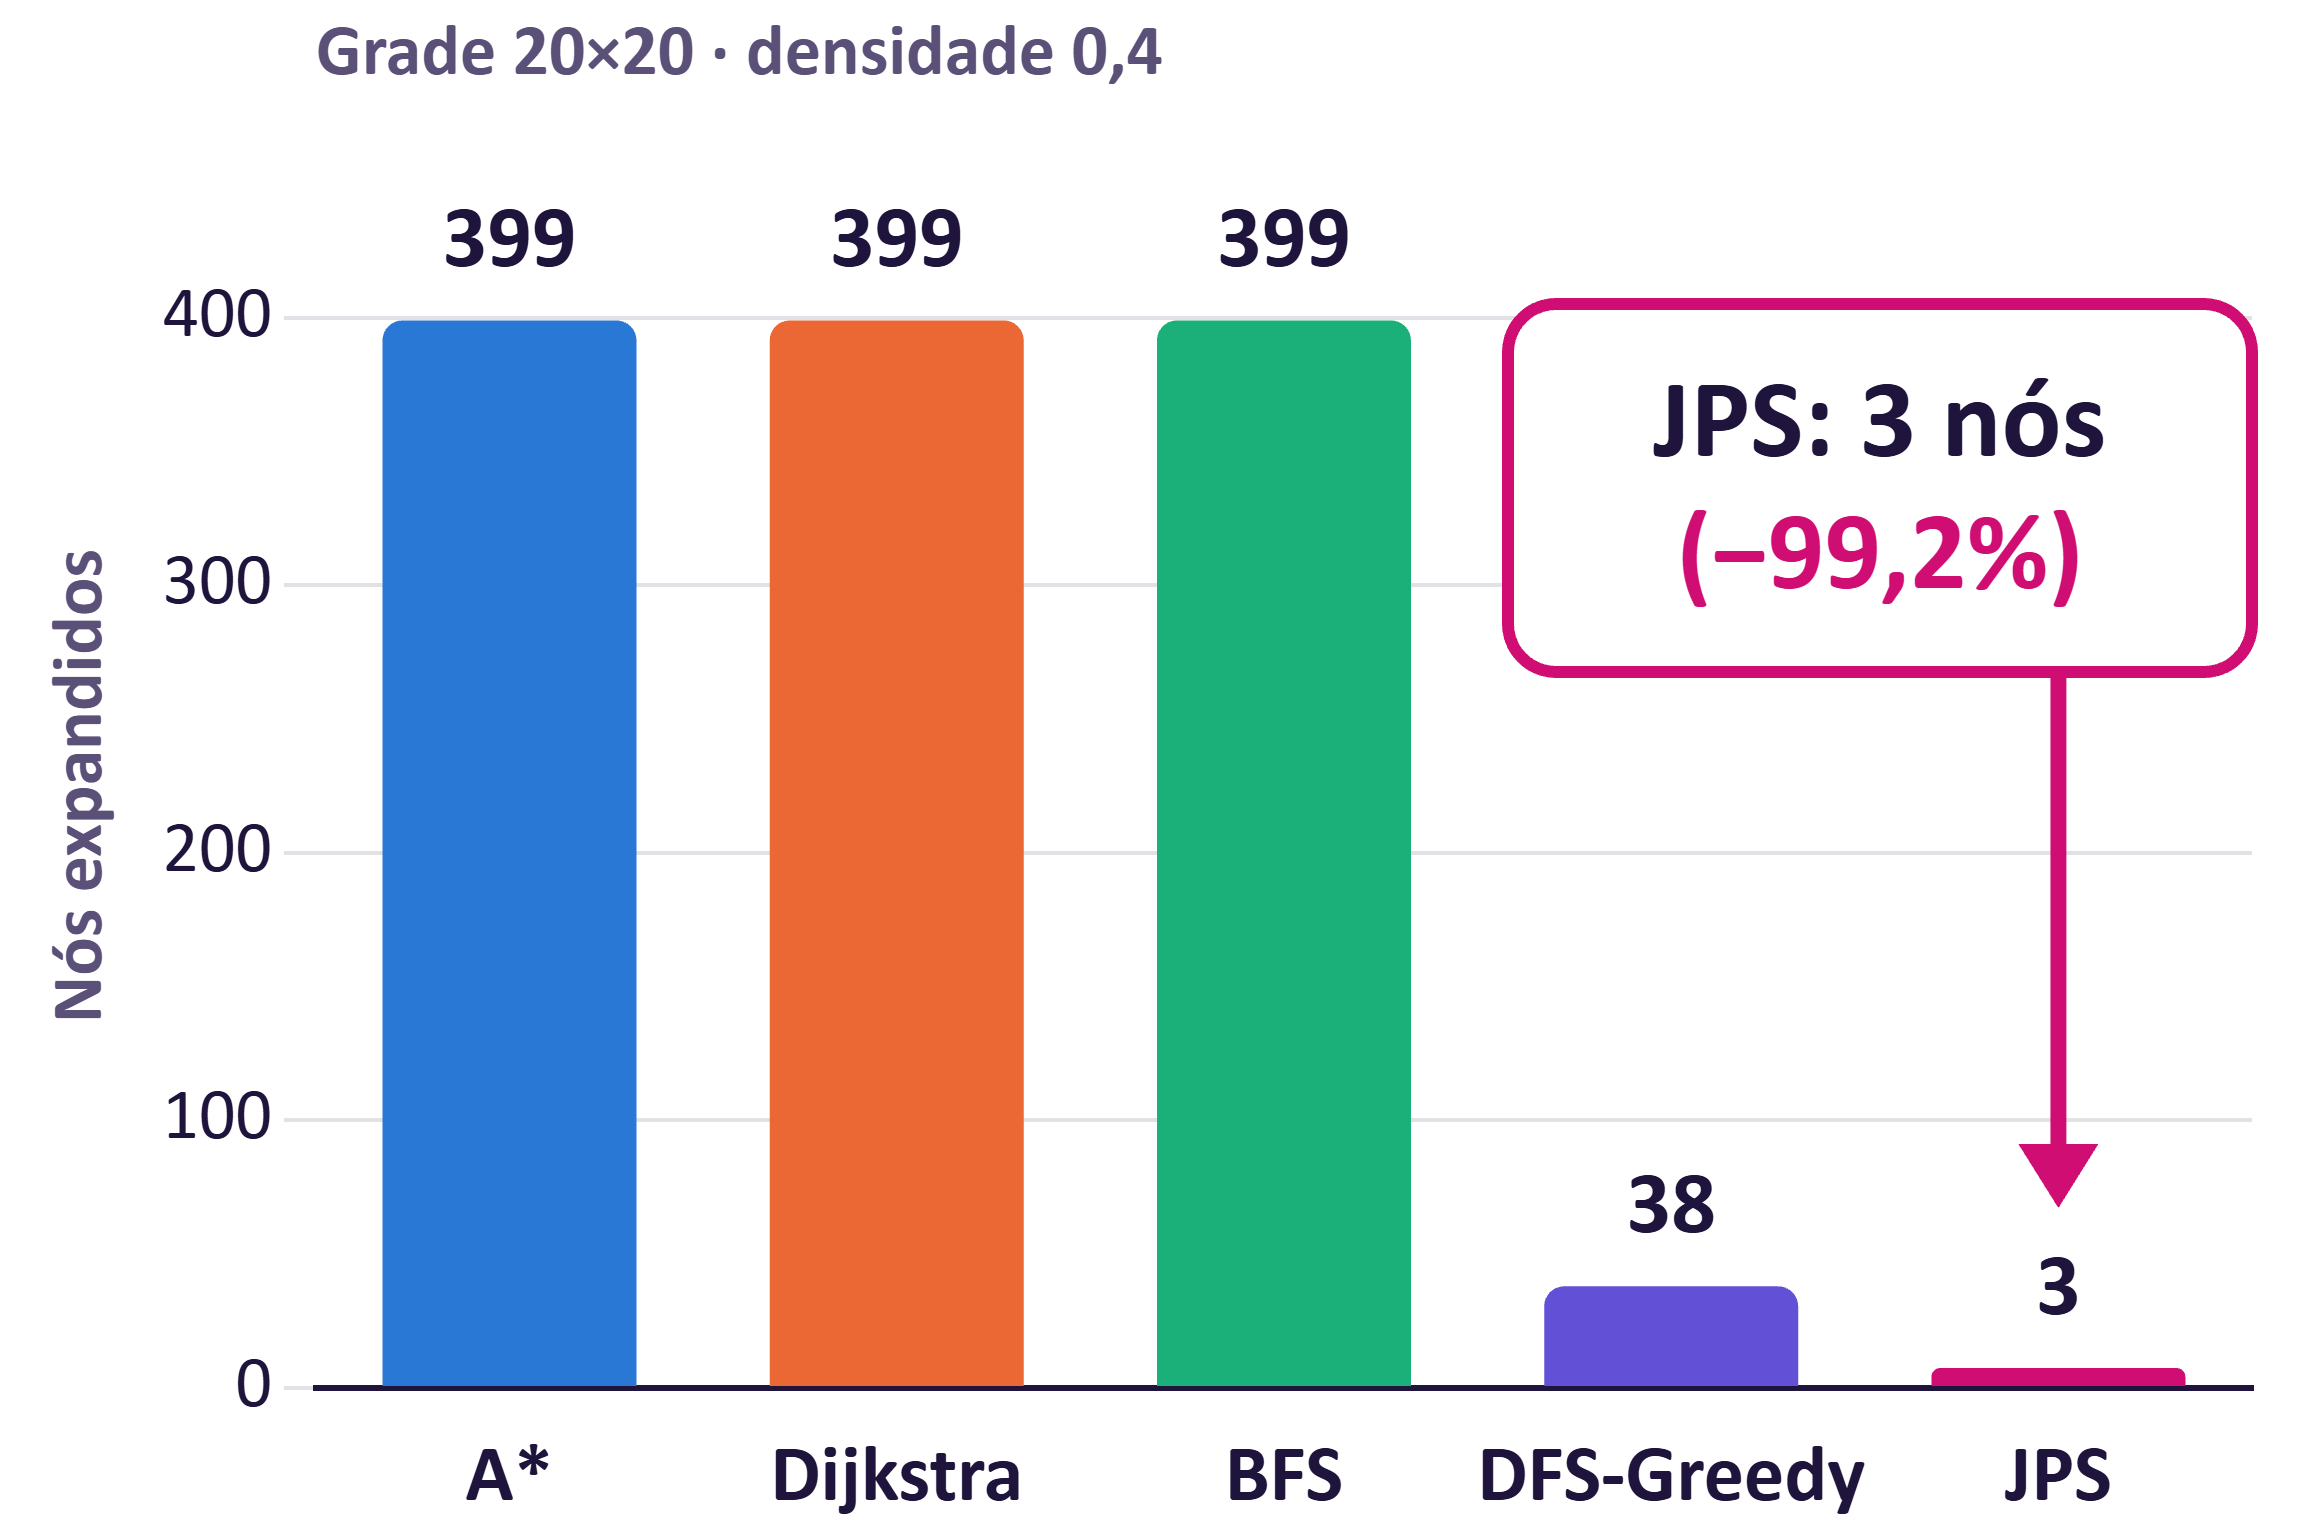 Grade 20×20 · densidade 0,4
399
399
399
400
300
200
100
0
Nós expandidos
JPS: 3 nós
(−99,2%)
38
3
A*
Dijkstra
BFS
DFS-Greedy
JPS